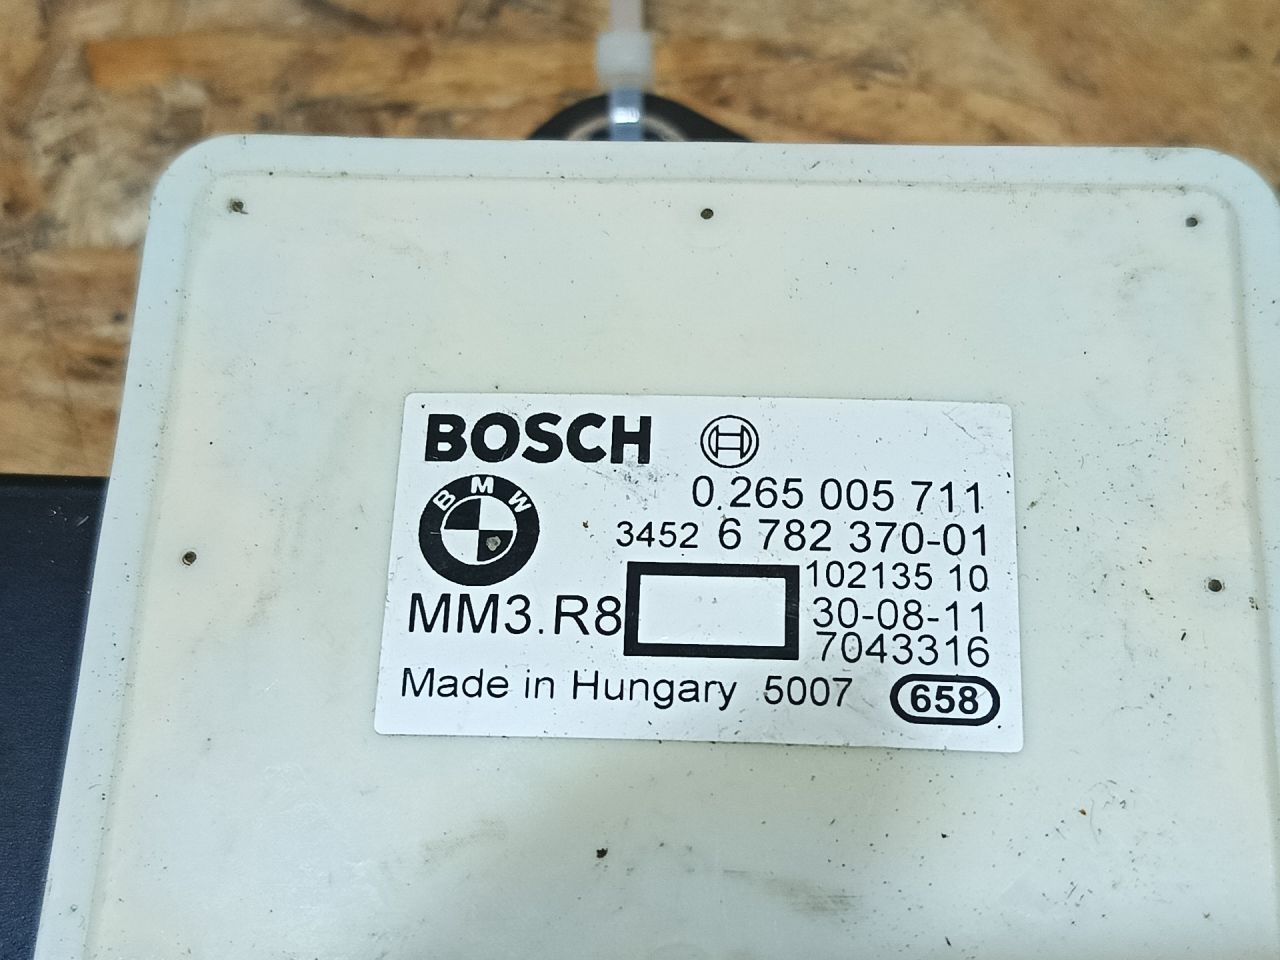 BOSCH
BMW
0 265 005 711
3452 6 782 370-01
102135 10
MM3.R8
30-08-11
7043316
Made in Hungary 5007
658